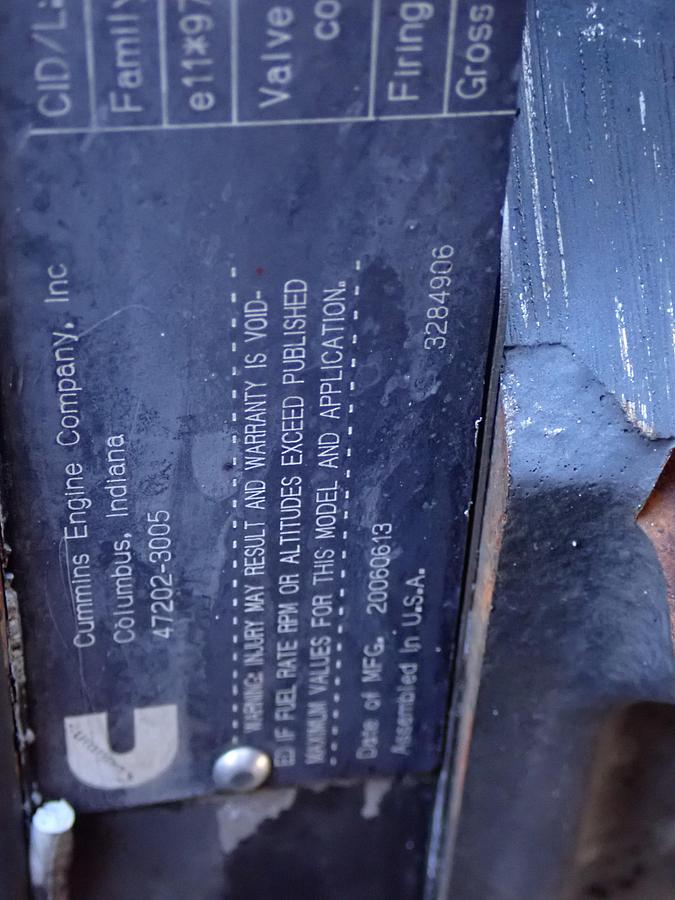 Cummins Engine Company, Inc
Columbus, Indiana
47202-3005
WARNING: INJURY MAY RESULT AND WARRANTY IS VOID-
ED IF FUEL RATE RPM OR ALTITUDES EXCEED PUBLISHED
MAXIMUM VALUES FOR THIS MODEL AND APPLICATION.
Date of MFG. 20060613
Assembled In U.S.A.
3284906
CID/L
Family
e11*97
Valve
co
Firing
Gross